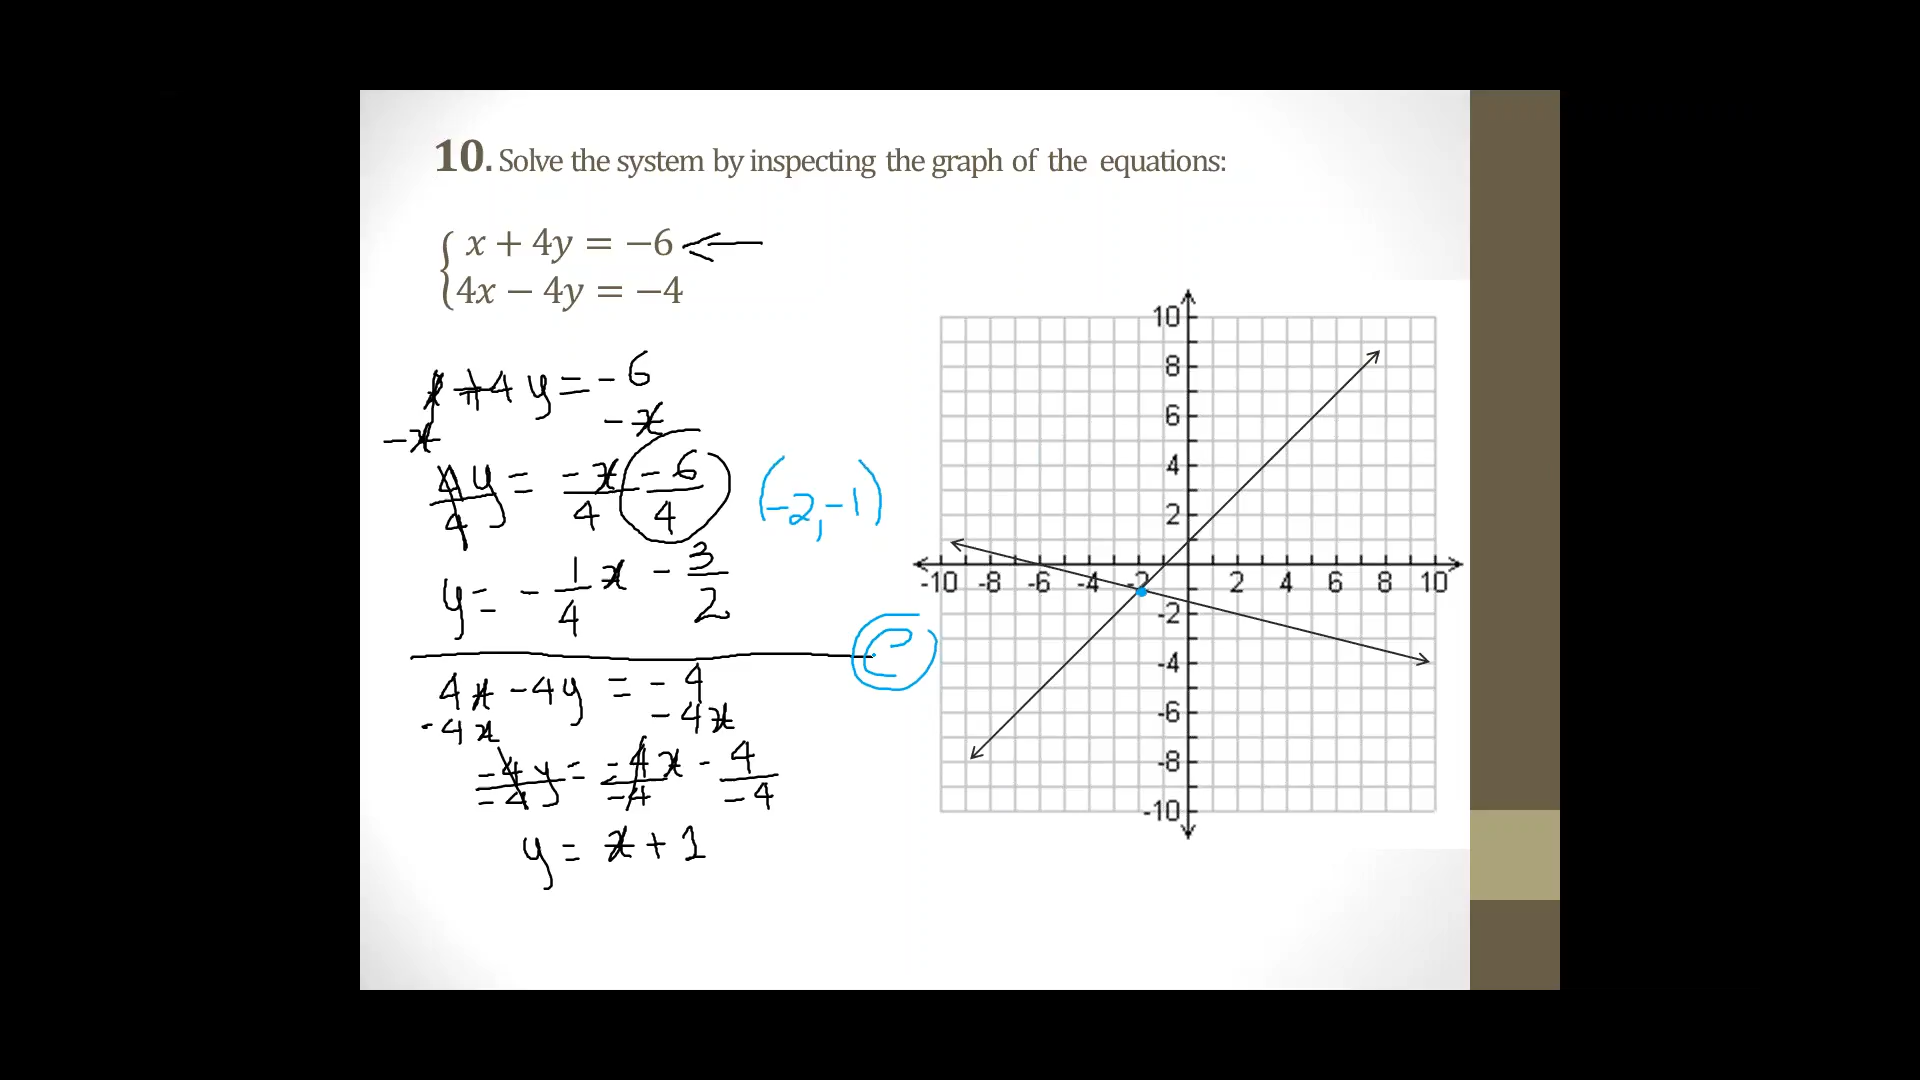 10. Solve the system by inspecting the graph of the equations:
x + 4y = −6
4x − 4y = −4
x + 4y = -6
-x -x
4y/4 = -x/4 -6/4
(-2, -1)
y = -1/4 x - 3/2
4x - 4y = -4
-4x -4x
-4y/-4 = -4x/-4 - 4/-4
y = x + 1
10
8
6
4
2
-10 -8 -6 -4 -2 2 4 6 8 10
-2
-4
-6
-8
-10